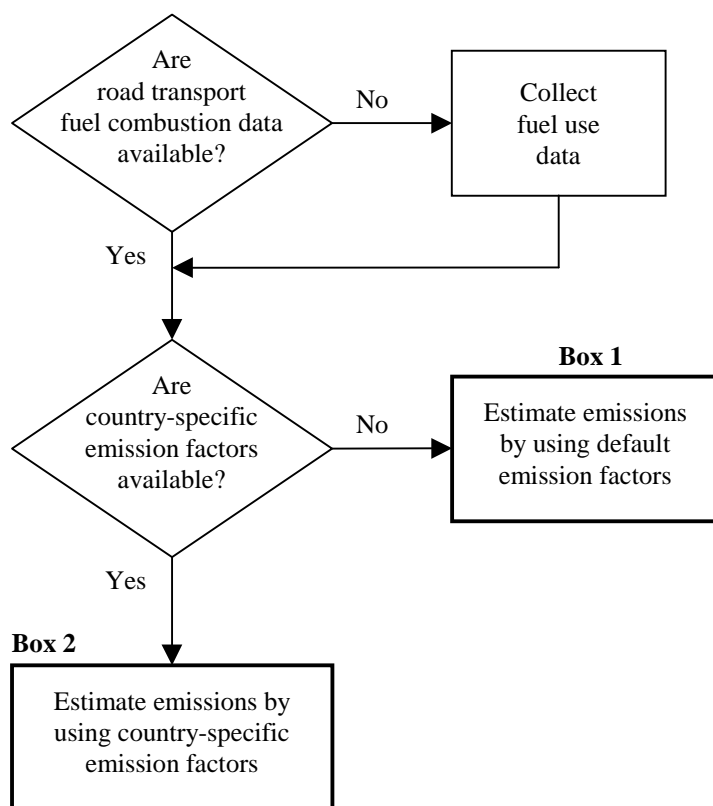 Are
road transport
fuel combustion data
available?
No
Collect
fuel use
data
Yes
Box 1
Are
country-specific
emission factors
available?
No
Estimate emissions
by using default
emission factors
Yes
Box 2
Estimate emissions by
using country-specific
emission factors